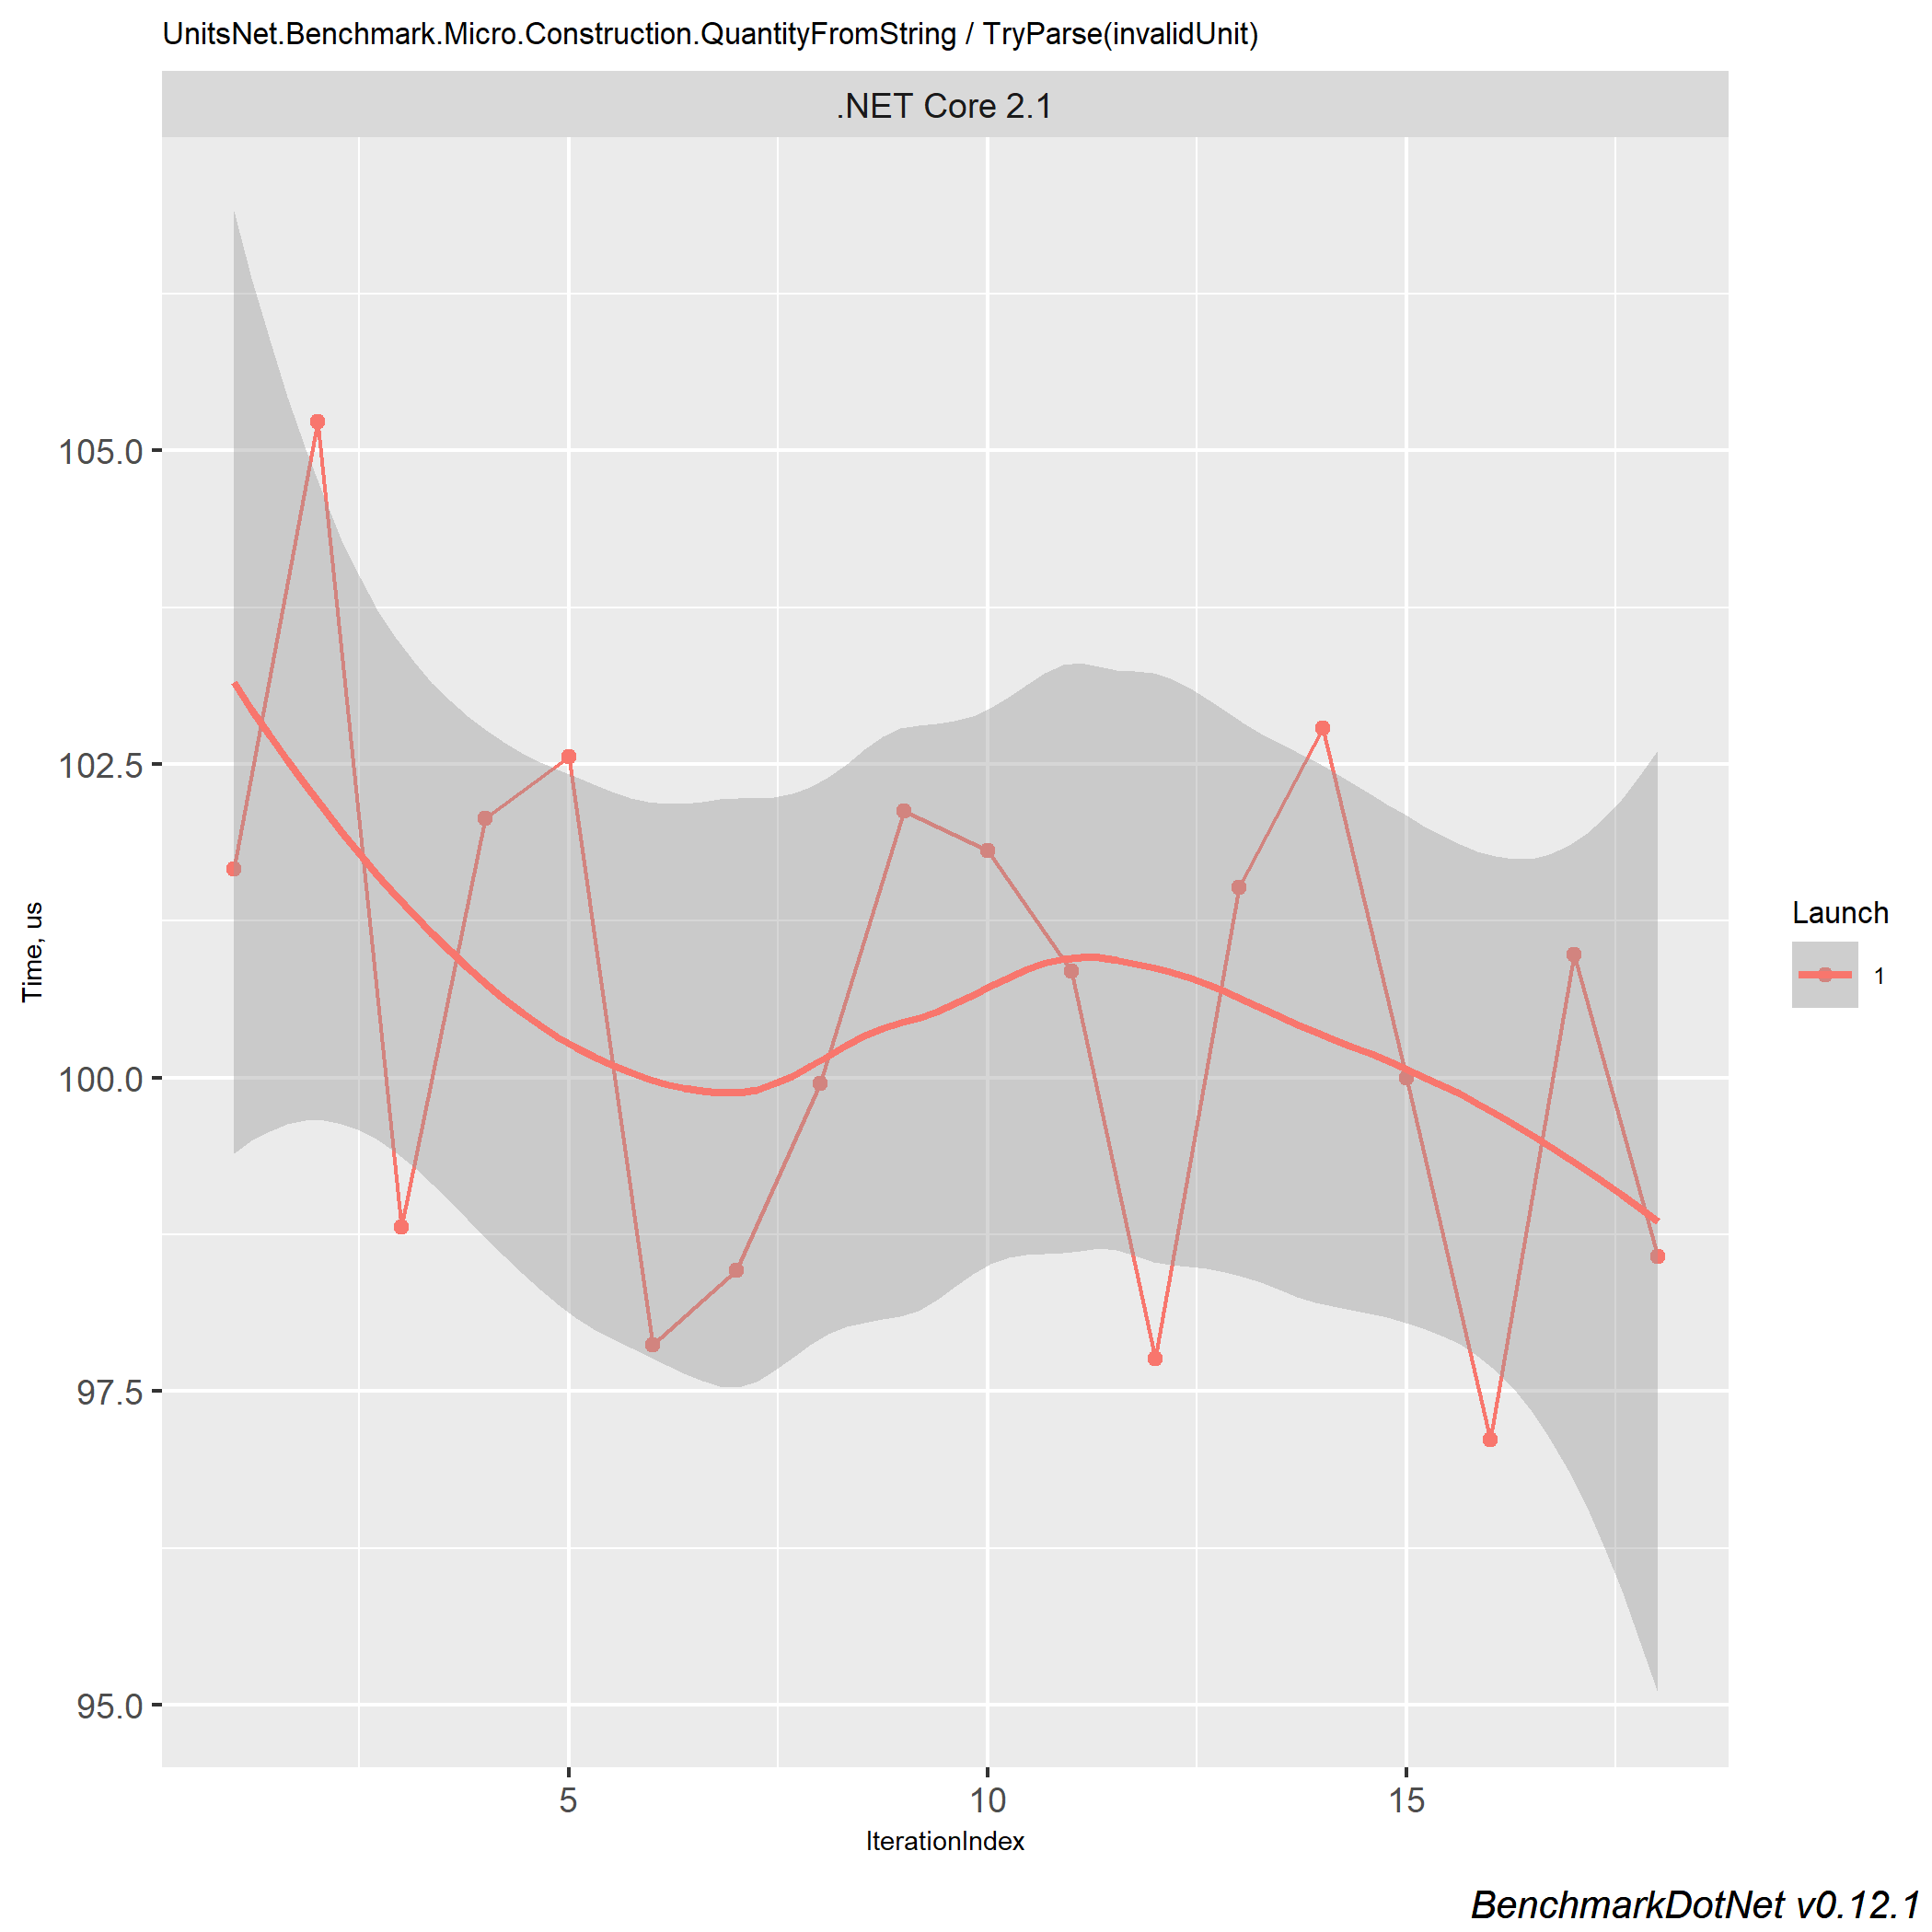 UnitsNet.Benchmark.Micro.Construction.QuantityFromString / TryParse(invalidUnit)
.NET Core 2.1
105.0
102.5
100.0
97.5
95.0
Time, us
5 10 15
IterationIndex
Launch
1
BenchmarkDotNet v0.12.1